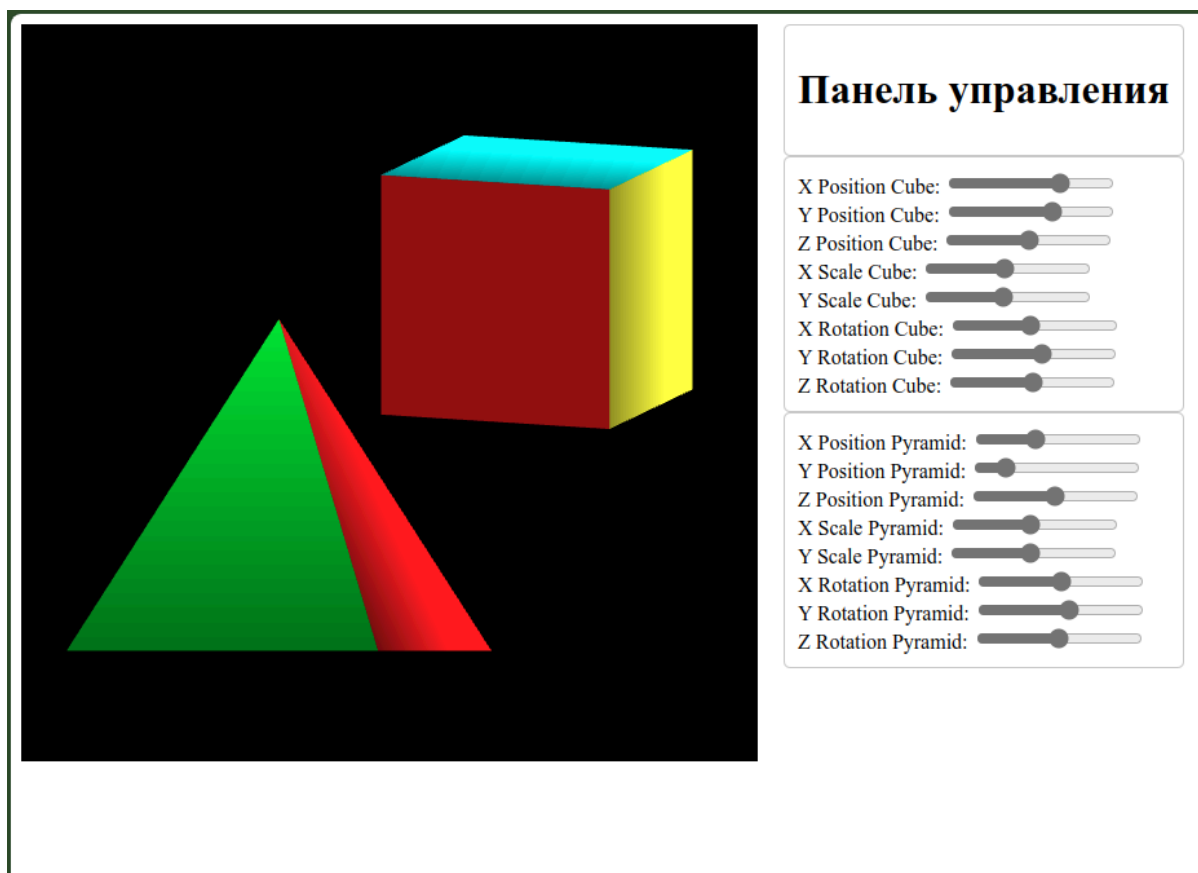 Панель управления
X Position Cube:
Y Position Cube:
Z Position Cube:
X Scale Cube:
Y Scale Cube:
X Rotation Cube:
Y Rotation Cube:
Z Rotation Cube:
X Position Pyramid:
Y Position Pyramid:
Z Position Pyramid:
X Scale Pyramid:
Y Scale Pyramid:
X Rotation Pyramid:
Y Rotation Pyramid:
Z Rotation Pyramid: